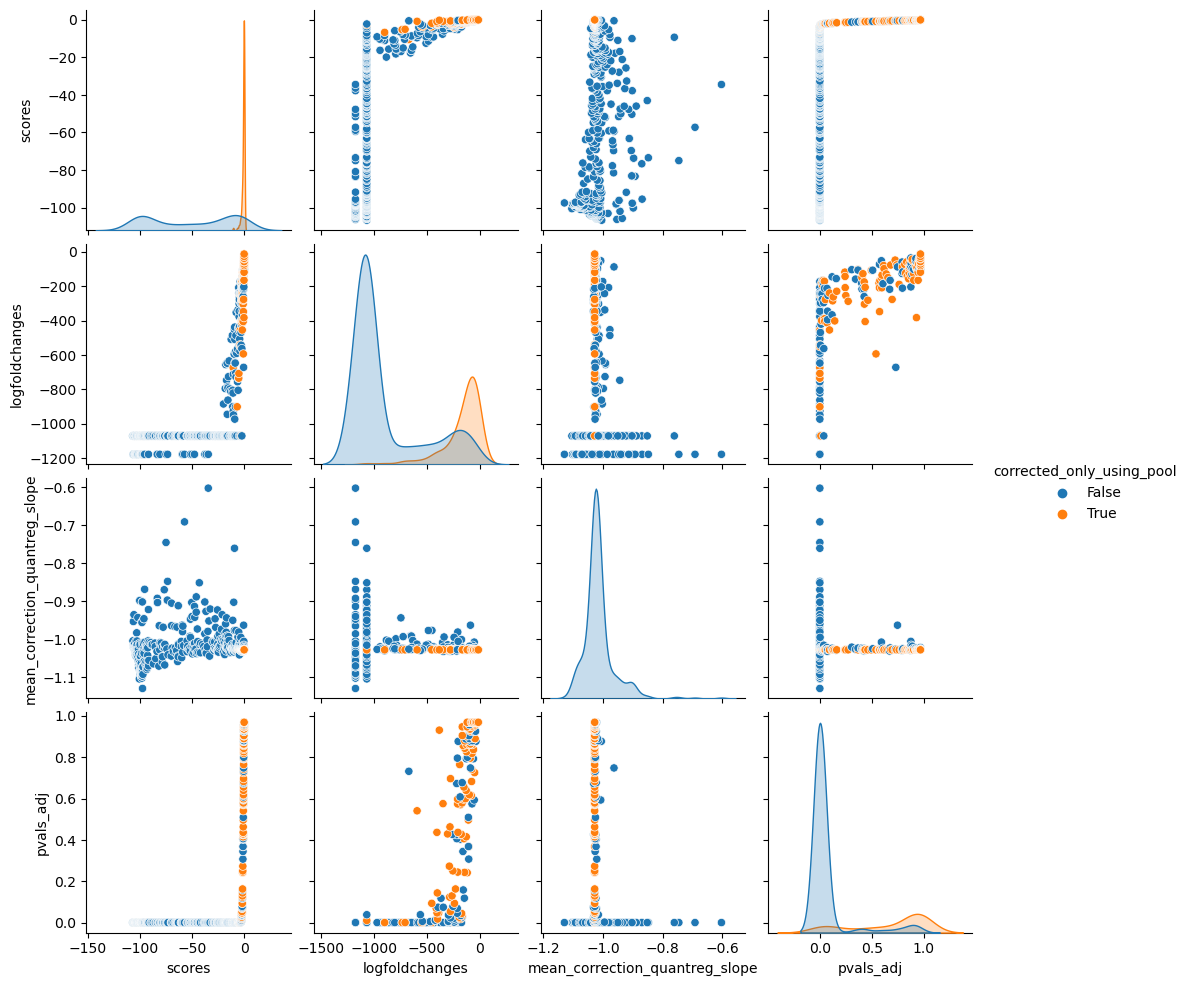 scores
0
−20
−40
−60
−80
−100
logfoldchanges
0
−200
−400
−600
−800
−1000
−1200
mean_correction_quantreg_slope
−0.6
−0.7
−0.8
−0.9
−1.0
−1.1
pvals_adj
1.0
0.8
0.6
0.4
0.2
0.0
−150 −100 −50 0
scores
−1500 −1000 −500 0
logfoldchanges
−1.2 −1.0 −0.8 −0.6
mean_correction_quantreg_slope
0.0 0.5 1.0
pvals_adj
corrected_only_using_pool
False
True